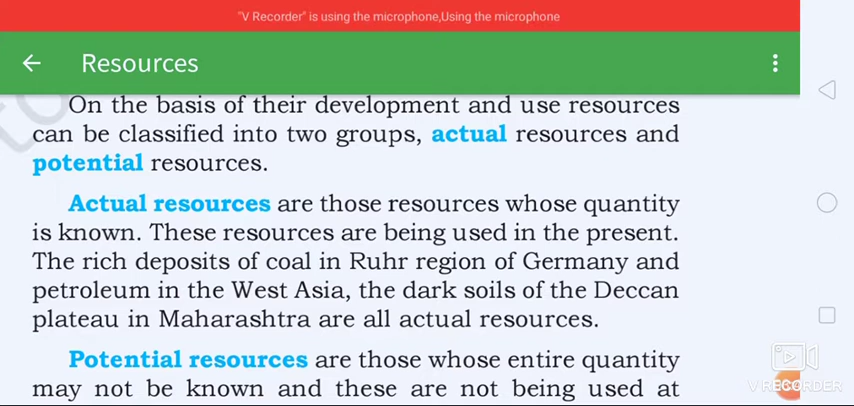 "V Recorder" is using the microphone,Using the microphone
Resources
On the basis of their development and use resources
can be classified into two groups, actual resources and
potential resources.
Actual resources are those resources whose quantity
is known. These resources are being used in the present.
The rich deposits of coal in Ruhr region of Germany and
petroleum in the West Asia, the dark soils of the Deccan
plateau in Maharashtra are all actual resources.
Potential resources are those whose entire quantity
may not be known and these are not being used at
V RECORDER